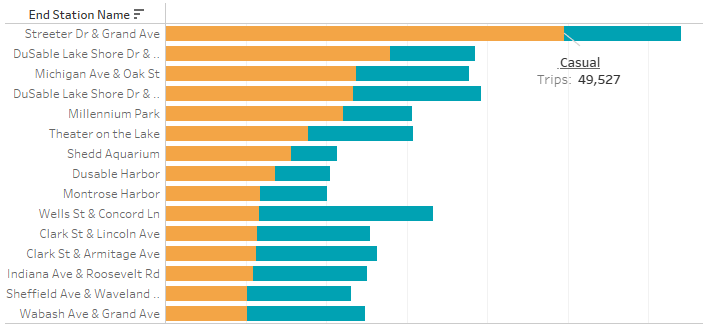 End Station Name
Streeter Dr & Grand Ave
DuSable Lake Shore Dr & ..
Michigan Ave & Oak St
DuSable Lake Shore Dr & ..
Millennium Park
Theater on the Lake
Shedd Aquarium
Dusable Harbor
Montrose Harbor
Wells St & Concord Ln
Clark St & Lincoln Ave
Clark St & Armitage Ave
Indiana Ave & Roosevelt Rd
Sheffield Ave & Waveland ..
Wabash Ave & Grand Ave
Casual
Trips: 49,527